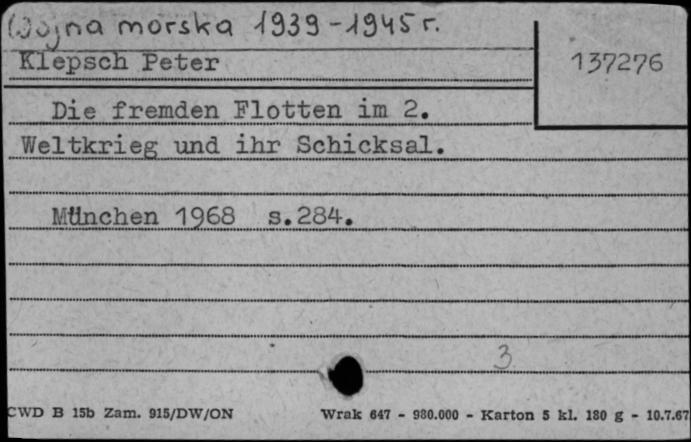 Wojna morska 1939-1945 r.
Klepsch Peter
137276
Die fremden Flotten im 2.
Weltkrieg und ihr Schicksal.
München 1968 s.284.
3
CWD B 15b Zam. 915/DW/ON
Wrak 647 - 980.000 - Karton 5 kl. 180 g - 10.7.67